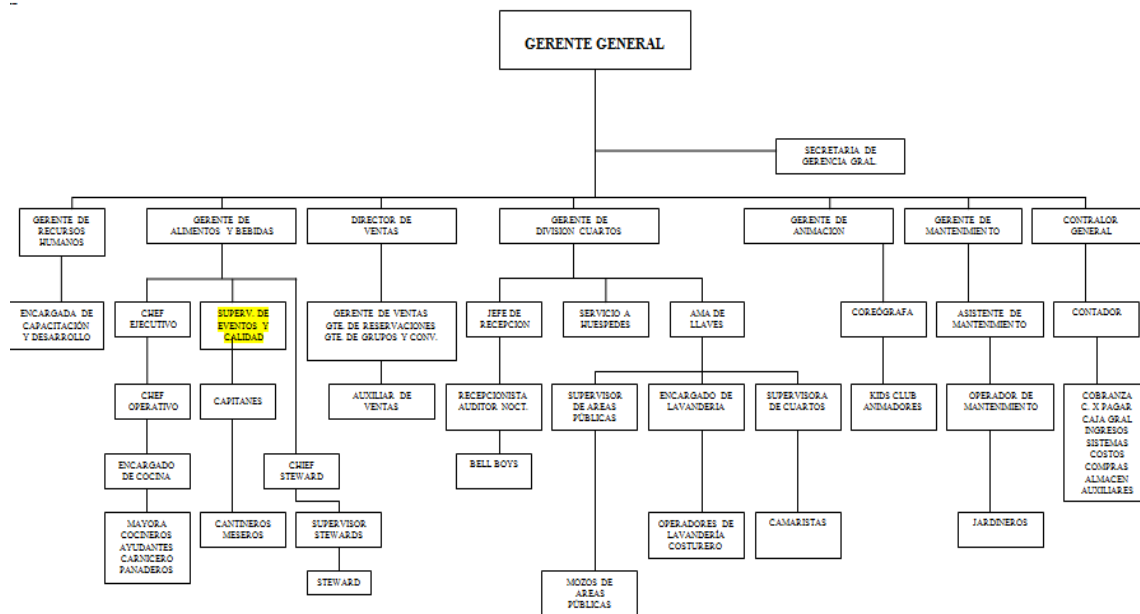 GERENTE GENERAL
SECRETARIA DE
GERENCIA GRAL.
GERENTE DE
RECURSOS
HUMANOS
GERENTE DE
ALIMENTOS Y BEBIDAS
DIRECTOR DE
VENTAS
GERENTE DE
DIVISION CUARTOS
GERENTE DE
ANIMACION
GERENTE DE
MANTENIMIENTO
CONTRALOR
GENERAL
ENCARGADA DE
CAPACITACIÓN
Y DESARROLLO
CHEF
EJECUTIVO
SUPERV. DE
EVENTOS Y
CALIDAD
GERENTE DE VENTAS
GTE. DE RESERVACIONES
GTE. DE GRUPOS Y CONV.
JEFE DE
RECEPCION
SERVICIO A
HUESPEDES
AMA DE
LLAVES
COREÓGRAFA
ASISTENTE DE
MANTENIMIENTO
CONTADOR
CHEF
OPERATIVO
CAPITANES
AUXILIAR DE
VENTAS
RECEPCIONISTA
AUDITOR NOCT.
SUPERVISOR
DE AREAS
PÚBLICAS
ENCARGADO DE
LAVANDERIA
SUPERVISORA
DE CUARTOS
KIDS CLUB
ANIMADORES
OPERADOR DE
MANTENIMIENTO
COBRANZA
C. X PAGAR
CAJA GRAL
INGRESOS
SISTEMAS
COSTOS
COMPRAS
ALMACEN
AUXILIARES
ENCARGADO
DE COCINA
CHIEF
STEWARD
BELL BOYS
MAYORA
COCINEROS
AYUDANTES
CARNICERO
PANADEROS
CANTINEROS
MESEROS
SUPERVISOR
STEWARDS
OPERADORES DE
LAVANDERÍA
COSTURERO
CAMARISTAS
JARDINEROS
STEWARD
MOZOS DE
AREAS
PÚBLICAS